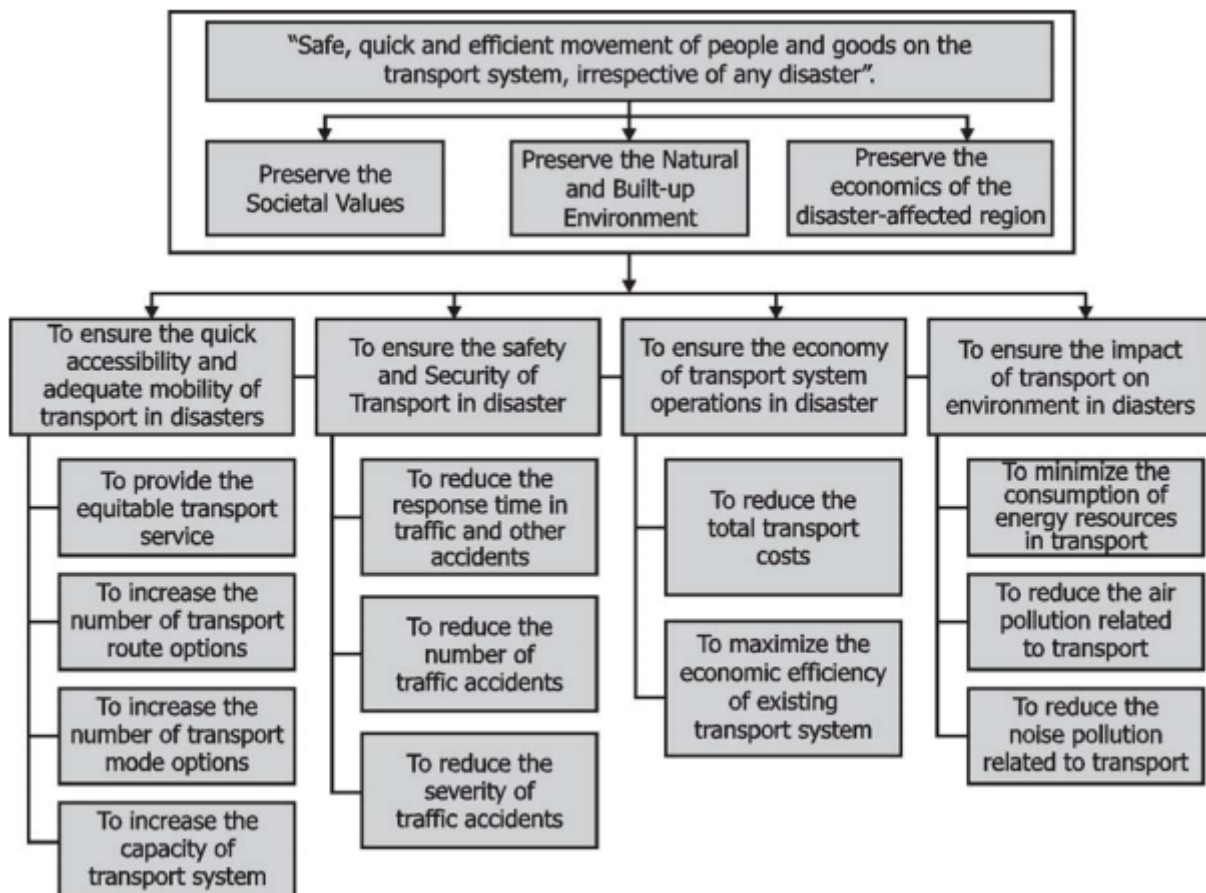 “Safe, quick and efficient movement of people and goods on the
transport system, irrespective of any disaster”.
Preserve the
Societal Values
Preserve the Natural
and Built-up
Environment
Preserve the
economics of the
disaster-affected region
To ensure the quick
accessibility and
adequate mobility of
transport in disasters
To ensure the safety
and Security of
Transport in disaster
To ensure the economy
of transport system
operations in disaster
To ensure the impact
of transport on
environment in diasters
To provide the
equitable transport
service
To increase the
number of transport
route options
To increase the
number of transport
mode options
To increase the
capacity of
transport system
To reduce the
response time in
traffic and other
accidents
To reduce the
number of
traffic accidents
To reduce the
severity of
traffic accidents
To reduce the
total transport
costs
To maximize the
economic efficiency
of existing
transport system
To minimize the
consumption of
energy resources
in transport
To reduce the air
pollution related
to transport
To reduce the
noise pollution
related to transport